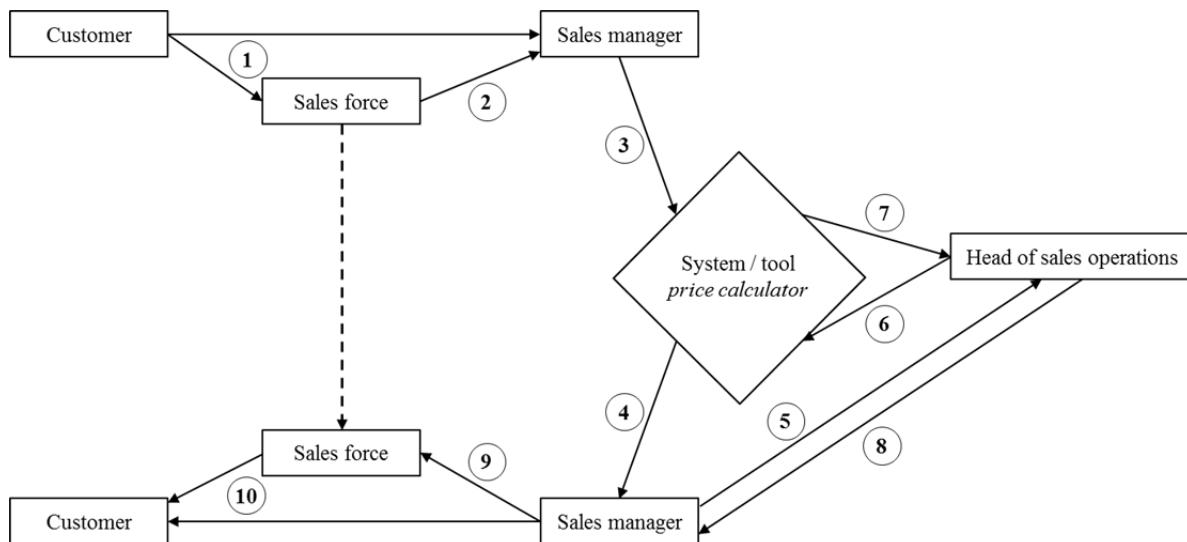 Customer
Sales manager
1
Sales force
2
3
7
System / tool
price calculator
Head of sales operations
6
4
5
8
Sales force
9
10
Customer
Sales manager